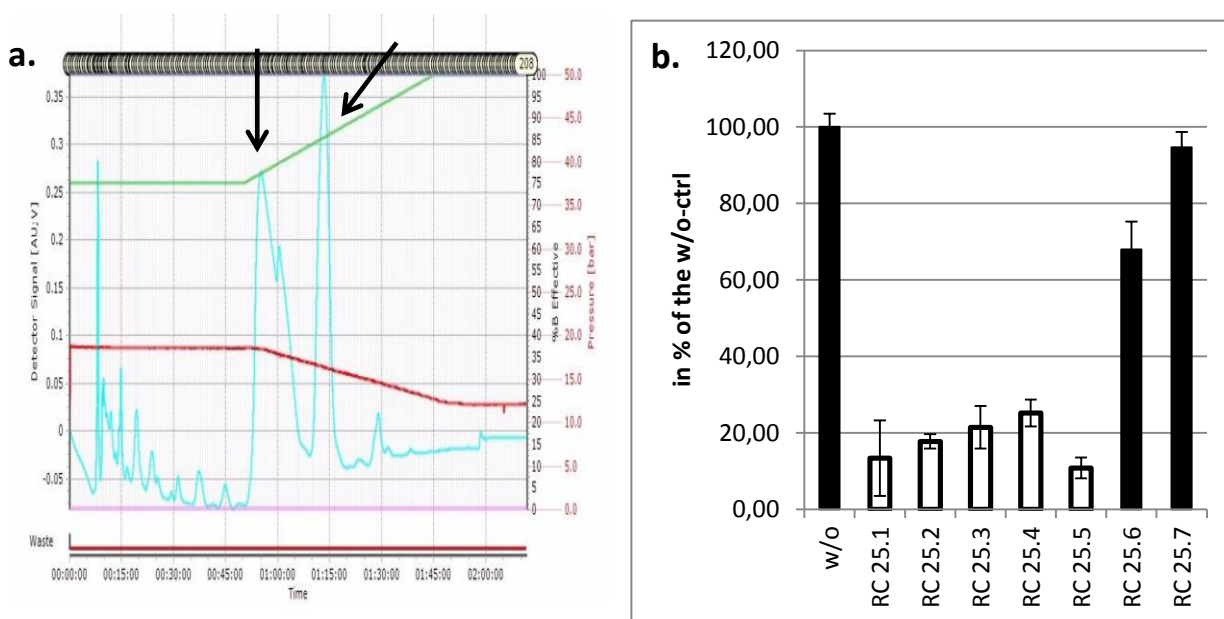 a.
208
Detector Signal [AU;V]
0.35
0.3
0.25
0.2
0.15
0.1
0.05
0
-0.05
100
95
90
85
80
75
70
65
60
55
50
45
40
35
30
25
20
15
10
5
0
%B Effective
50.0
45.0
40.0
35.0
30.0
25.0
20.0
15.0
10.0
5.0
0.0
Pressure [bar]
Waste
00:00:00 00:15:00 00:30:00 00:45:00 01:00:00 01:15:00 01:30:00 01:45:00 02:00:00
Time
b.
in % of the w/o-ctrl
120,00
100,00
80,00
60,00
40,00
20,00
0,00
w/o
RC 25.1
RC 25.2
RC 25.3
RC 25.4
RC 25.5
RC 25.6
RC 25.7